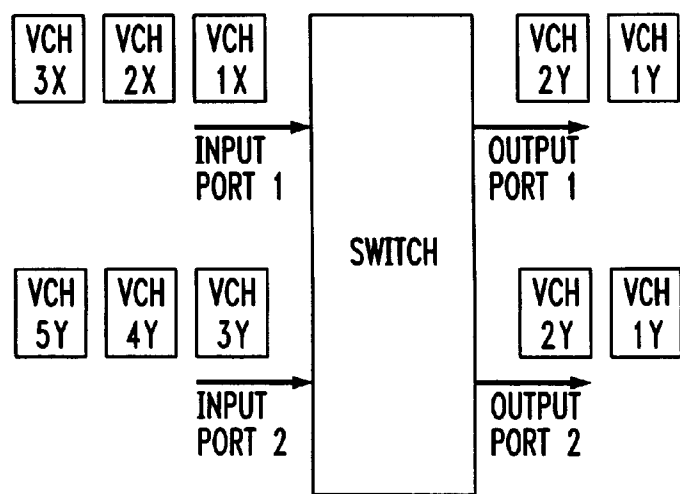 VCH 3X
VCH 2X
VCH 1X
VCH 2Y
VCH 1Y
INPUT
PORT 1
OUTPUT
PORT 1
SWITCH
VCH 5Y
VCH 4Y
VCH 3Y
VCH 2Y
VCH 1Y
INPUT
PORT 2
OUTPUT
PORT 2